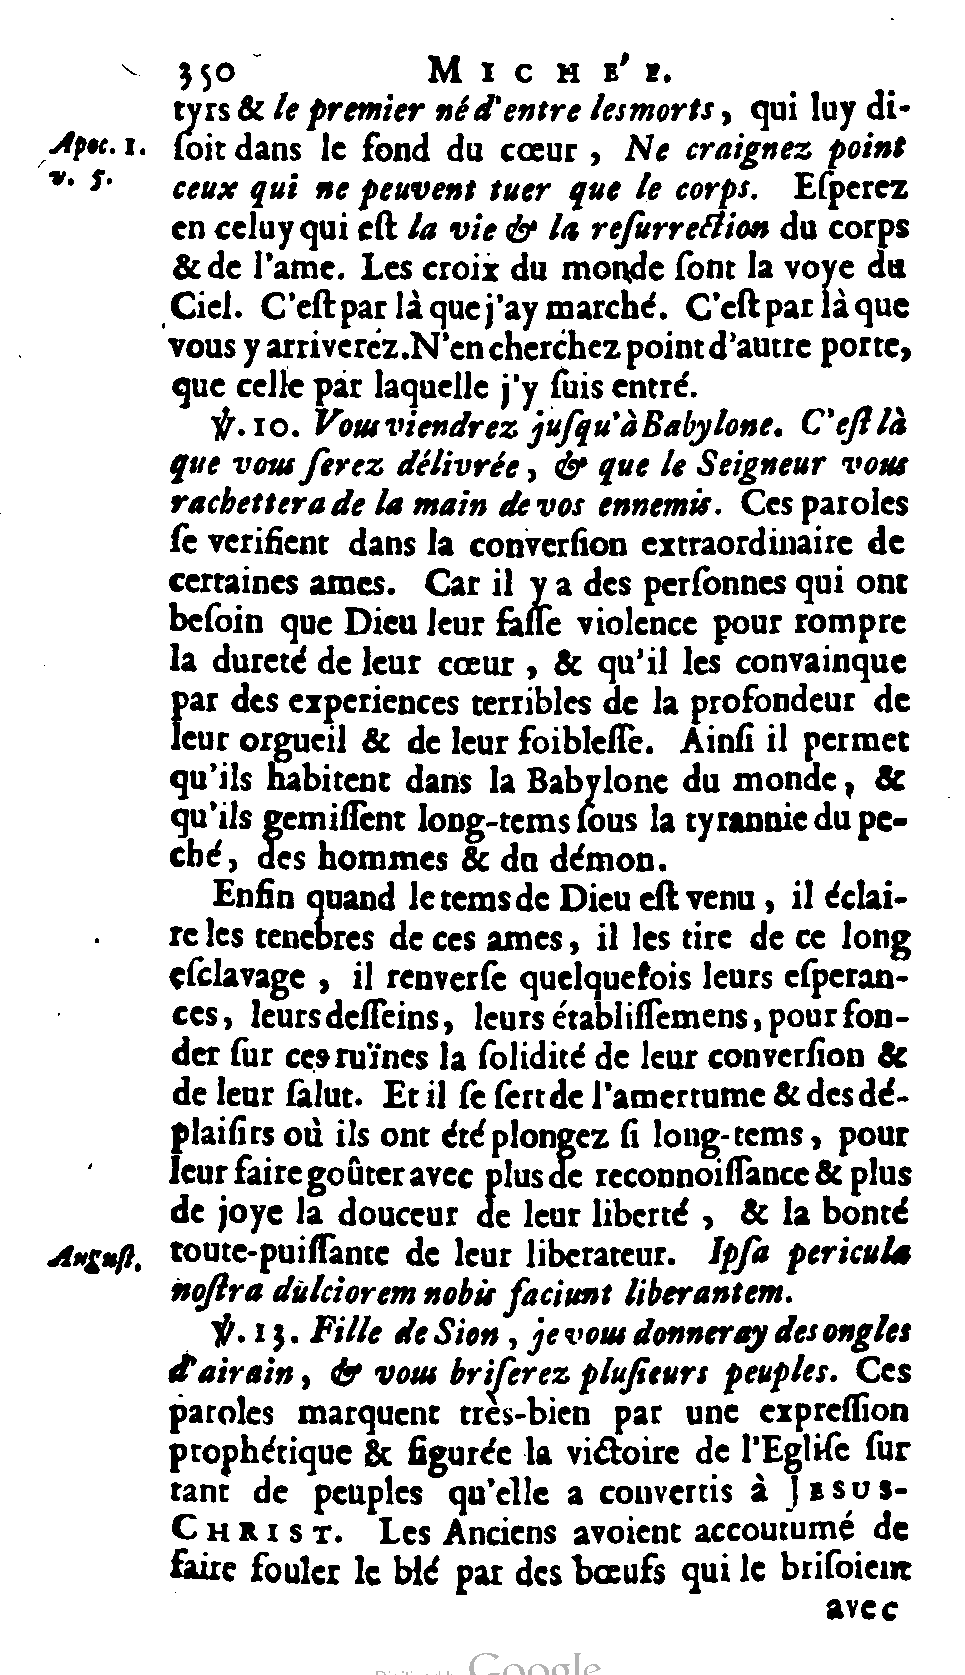 350 MICHE'E.
tyrs & le premier né d'entre les morts, qui luy di-
Apoc. 1. ſoit dans le fond du cœur, Ne craignez point
v. 5. ceux qui ne peuvent tuer que le corps. Eſperez
en celuy qui eſt la vie & la reſurrection du corps
& de l'ame. Les croix du monde ſont la voye du
Ciel. C'eſt par là que j'ay marché. C'eſt par là que
vous y arriverez. N'en cherchez point d'autre porte,
que celle par laquelle j'y ſuis entré.
℣. 10. Vous viendrez juſqu'à Babylone. C'eſt là
que vous ſerez délivrée, & que le Seigneur vous
rachettera de la main de vos ennemis. Ces paroles
ſe verifient dans la converſion extraordinaire de
certaines ames. Car il y a des perſonnes qui ont
beſoin que Dieu leur faſſe violence pour rompre
la dureté de leur cœur, & qu'il les convainque
par des experiences terribles de la profondeur de
leur orgueil & de leur foibleſſe. Ainſi il permet
qu'ils habitent dans la Babylone du monde, &
qu'ils gemiſſent long-tems ſous la tyrannie du pe-
ché, des hommes & du démon.
Enfin quand le tems de Dieu eſt venu, il éclai-
re les tenebres de ces ames, il les tire de ce long
eſclavage, il renverſe quelquefois leurs eſperan-
ces, leurs deſſeins, leurs établiſſemens, pour fon-
der ſur ces ruïnes la ſolidité de leur converſion &
de leur ſalut. Et il ſe ſert de l'amertume & des dé-
plaiſirs où ils ont été plongez ſi long-tems, pour
leur faire goûter avec plus de reconnoiſſance & plus
de joye la douceur de leur liberté, & la bonté
Auguſt. toute-puiſſante de leur liberateur. Ipſa pericula
noſtra dulciorem nobis faciunt liberantem.
℣. 13. Fille de Sion, je vous donneray des ongles
d'airain, & vous briſerez pluſieurs peuples. Ces
paroles marquent très-bien par une expreſſion
prophétique & figurée la victoire de l'Egliſe ſur
tant de peuples qu'elle a convertis à JESUS-
CHRIST. Les Anciens avoient accoutumé de
faire fouler le blé par des bœufs qui le briſoient
avec
Google